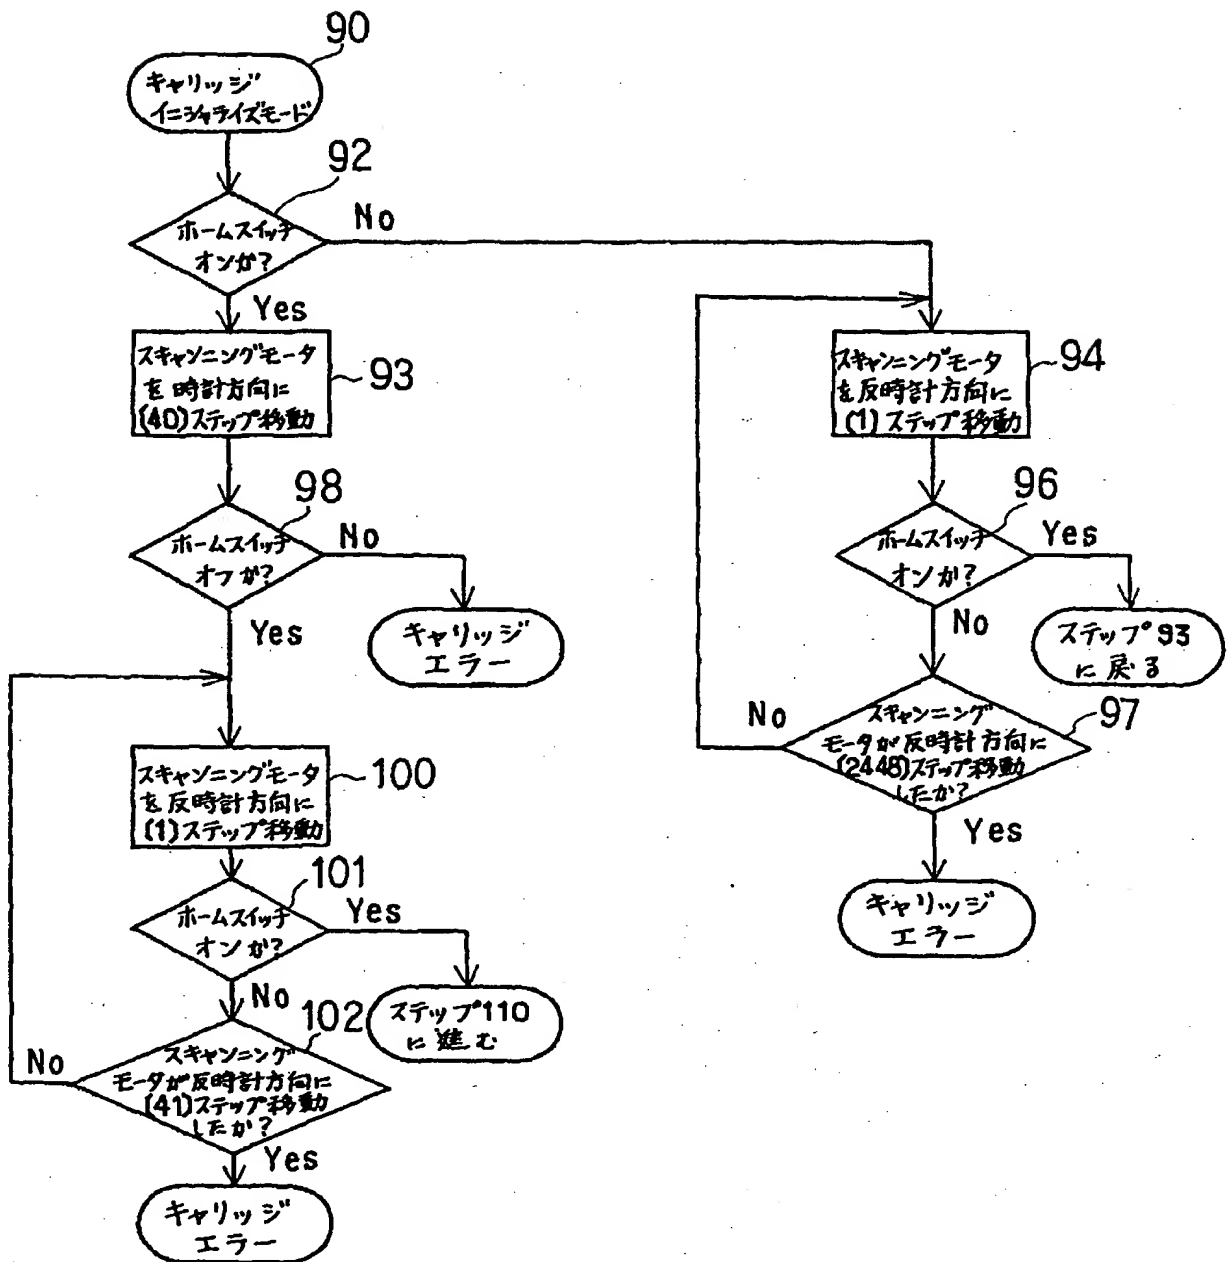 90
キャリッジ
イニシャライズモード
92
ホームスイッチ
オンか?
No
Yes
スキャンニングモータ
を時計方向に
(40)ステップ移動
93
98
ホームスイッチ
オフか?
No
Yes
キャリッジ
エラー
スキャンニングモータ
を反時計方向に
(1)ステップ移動
100
101
ホームスイッチ
オンか?
Yes
No
ステップ110
に進む
102
スキャンニング
モータが反時計方向に
(41)ステップ移動
したか?
No
Yes
キャリッジ
エラー
スキャンニングモータ
を反時計方向に
(1)ステップ移動
94
96
ホームスイッチ
オンか?
Yes
No
ステップ93
に戻る
97
スキャンニング
モータが反時計方向に
(2448)ステップ移動
したか?
No
Yes
キャリッジ
エラー